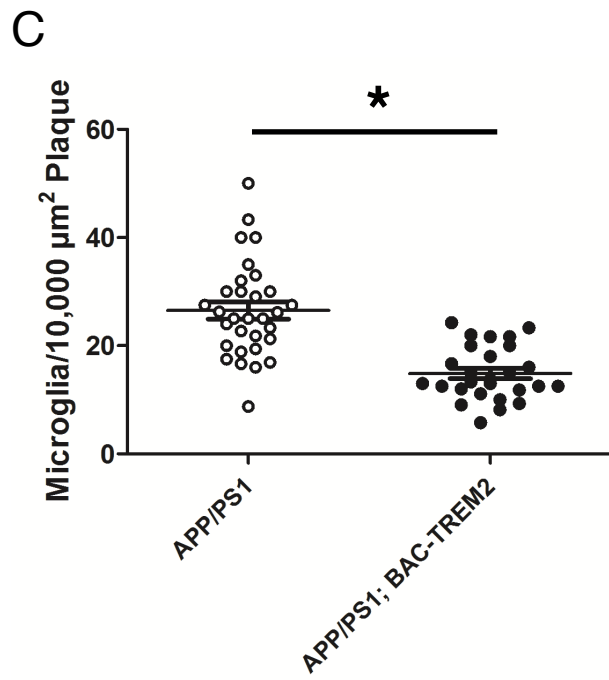 C
*
Microglia/10,000 µm² Plaque
60
40
20
0
APP/PS1
APP/PS1; BAC-TREM2